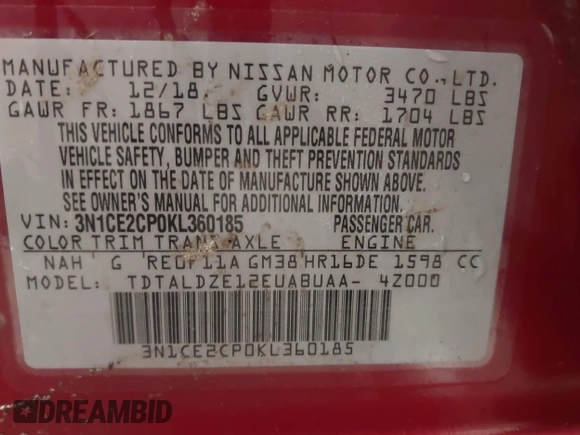 MANUFACTURED BY NISSAN MOTOR CO., LTD.
DATE: 12/18 GVWR: 3470 LBS
GAWR FR: 1867 LBS GAWR RR: 1704 LBS
THIS VEHICLE CONFORMS TO ALL APPLICABLE FEDERAL MOTOR
VEHICLE SAFETY, BUMPER AND THEFT PREVENTION STANDARDS
IN EFFECT ON THE DATE OF MANUFACTURE SHOWN ABOVE.
SEE OWNER'S MANUAL FOR ADDITIONAL INFORMATION.
VIN: 3N1CE2CP0KL360185 PASSENGER CAR.
COLOR TRIM TRANS AXLE ENGINE
NAH G RE0F11A GM38 HR16DE 1598 CC
MODEL: TDTALDZE12EUABUAA- 4Z000
3N1CE2CP0KL360185
DREAMBID